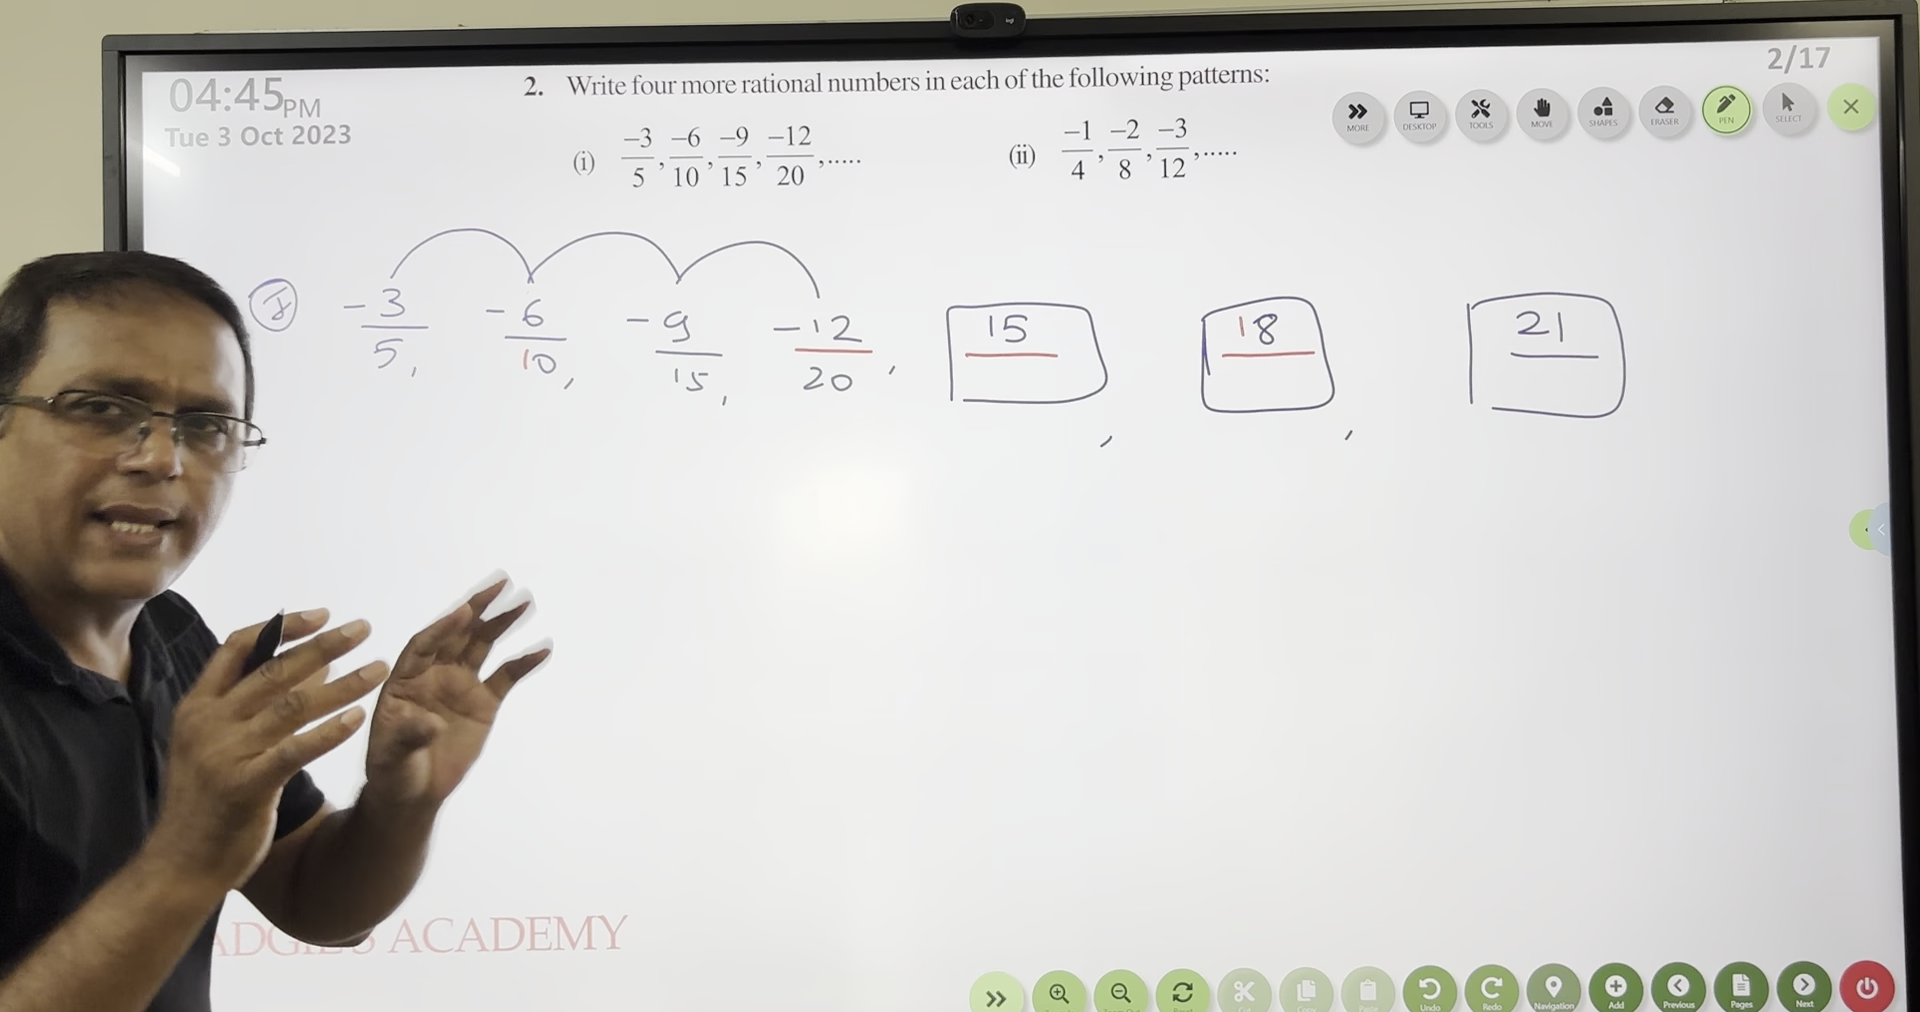 04:45PM
Tue 3 Oct 2023
2/17
2. Write four more rational numbers in each of the following patterns:
(i) -3/5, -6/10, -9/15, -12/20, .....
(ii) -1/4, -2/8, -3/12, .....
MORE DESKTOP TOOLS MOVE SHAPES ERASER PEN SELECT
-3/5, -6/10, -9/15, -12/20, 15 , 18 , 21
ACADEMY
Undo Redo Navigation Add Previous Pages Next